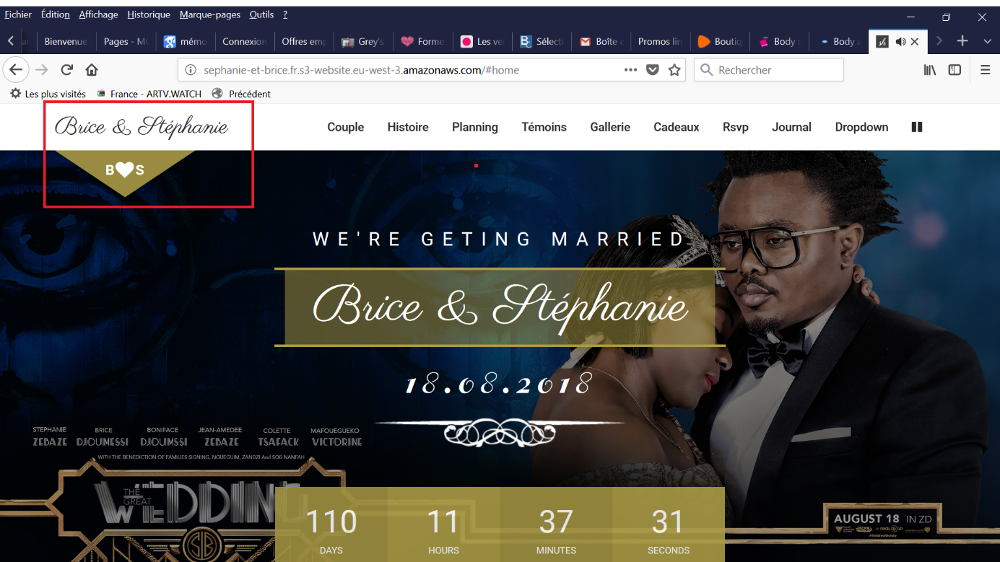 Fichier Édition Affichage Historique Marque-pages Outils ?
Bienvenue Pages - M mémo Connexion Offres emp Grey's Forme Les ve Sélecti Boîte Promos lin Boutiq Body Body
sephanie-et-brice.fr.s3-website.eu-west-3.amazonaws.com/#home Rechercher
Les plus visités France - ARTV.WATCH Précédent
Brice & Stéphanie Couple Histoire Planning Témoins Gallerie Cadeaux Rsvp Journal Dropdown
B S
WE'RE GETING MARRIED
Brice & Stéphanie
18.08.2018
STEPHANIE BRICE BONIFACE JEAN-AMEDEE COLETTE MAFOUEGUEKO
ZEBAZE DJOUMESSI DJOUMSSI ZEBAZE TSAFACK VICTORINE
WITH THE BENEDICTION OF FAMILIES SIGNING, NGUEGUIM, ZANDZI And SOB NANFAH
THE GREAT WEDDING
AUGUST 18 IN ZD
110 11 37 31
DAYS HOURS MINUTES SECONDS